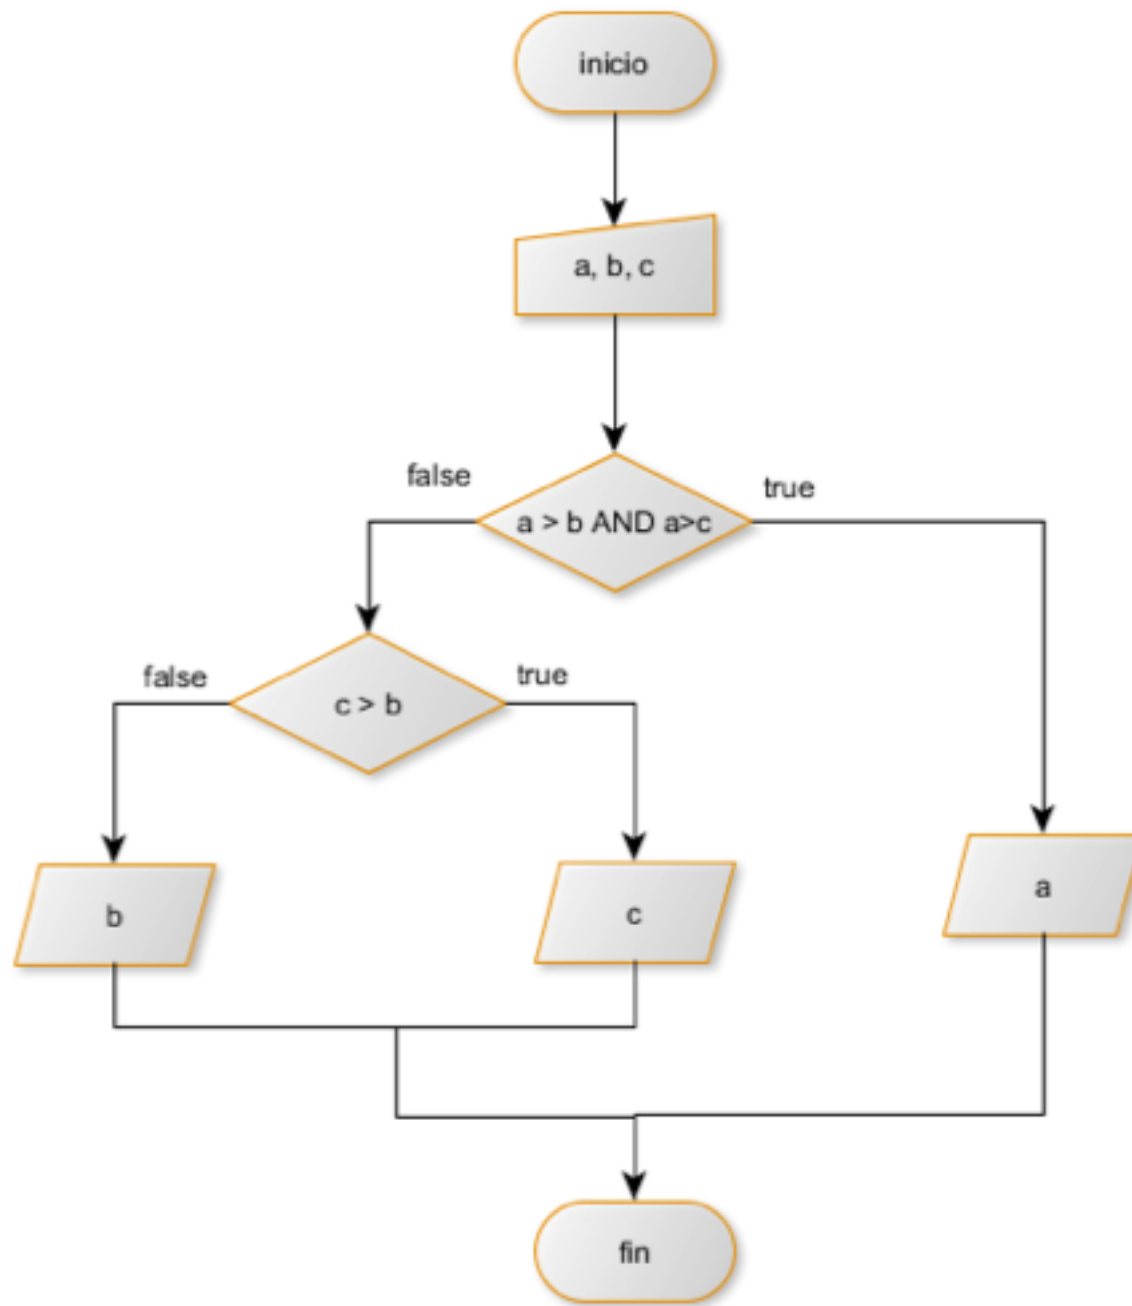 inicio
a, b, c
false
true
a > b AND a>c
false
true
c > b
b
c
a
fin